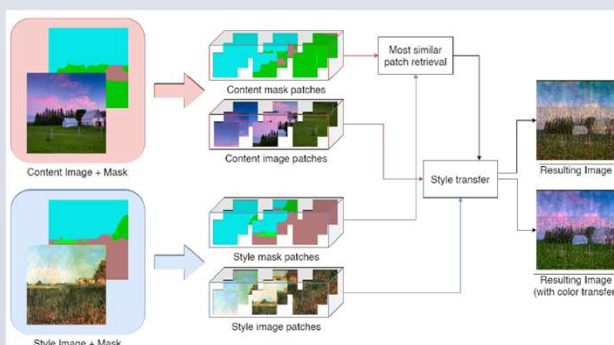 Content Image + Mask
Content mask patches
Content image patches
Most similar
patch retrieval
Style transfer
Resulting Image
Resulting Image
(with color transfer
Style mask patches
Style image patches
Style Image + Mask